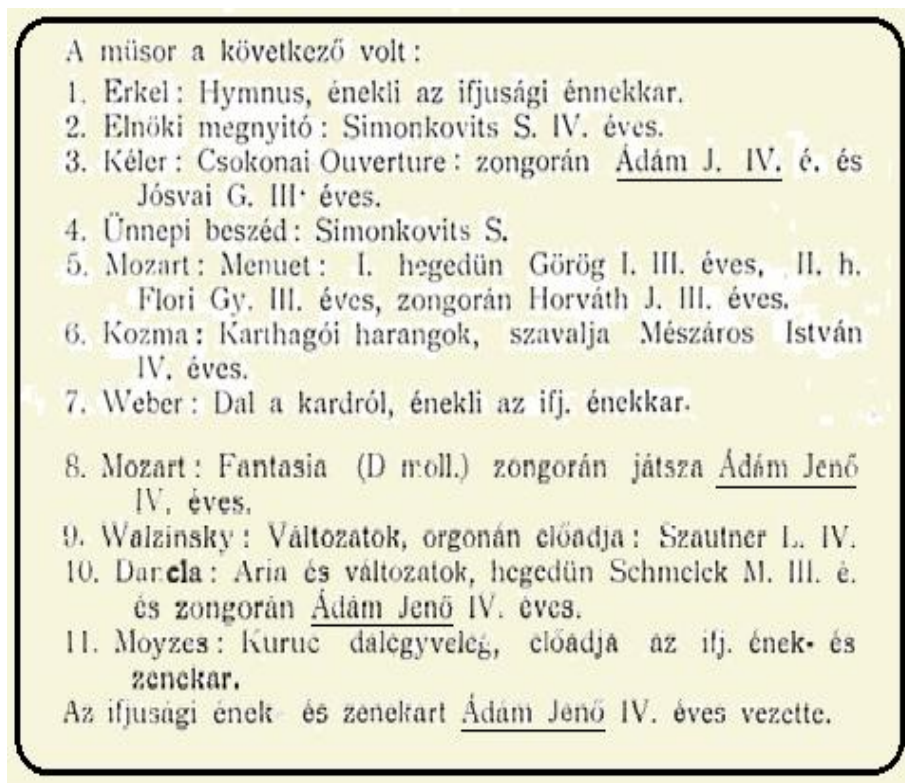 A műsor a következő volt:
1. Erkel: Hymnus, énekli az ifjusági énnekkar.
2. Elnöki megnyitó: Simonkovits S. IV. éves.
3. Kéler: Csokonai Ouverture: zongorán Ádám J. IV. é. és
Jósvai G. III. éves.
4. Ünnepi beszéd: Simonkovits S.
5. Mozart: Menuet: I. hegedün Görög I. III. éves, II. h.
Flori Gy. III. éves, zongorán Horváth J. III. éves.
6. Kozma: Karthagói harangok, szavalja Mészáros István
IV. éves.
7. Weber: Dal a kardról, énekli az ifj. énekkar.
8. Mozart: Fantasia (D moll.) zongorán játsza Ádám Jenő
IV. éves.
9. Walzinsky: Változatok, orgonán előadja: Szautner L. IV.
10. Dancla: Aria és változatok, hegedün Schmelck M. III. é.
és zongorán Ádám Jenő IV. éves.
11. Moyzes: Kuruc dalegyveleg, előadja az ifj. ének- és
zenekar.
Az ifjusági ének- és zenekart Ádám Jenő IV. éves vezette.